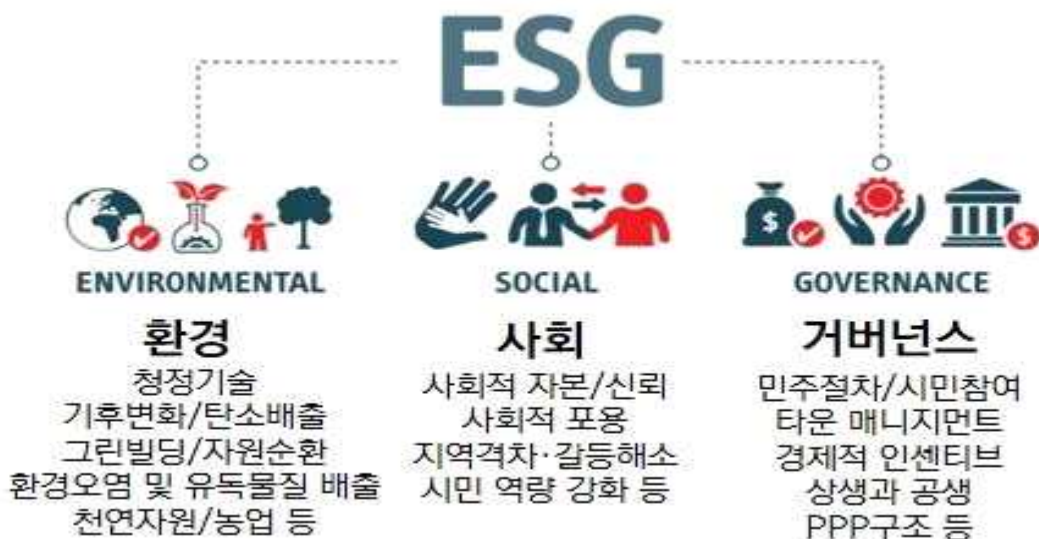 ESG
ENVIRONMENTAL
환경
청정기술
기후변화/탄소배출
그린빌딩/자원순환
환경오염 및 유독물질 배출
천연자원/농업 등
SOCIAL
사회
사회적 자본/신뢰
사회적 포용
지역격차·갈등해소
시민 역량 강화 등
GOVERNANCE
거버넌스
민주절차/시민참여
타운 매니지먼트
경제적 인센티브
상생과 공생
PPP구조 등
$
$